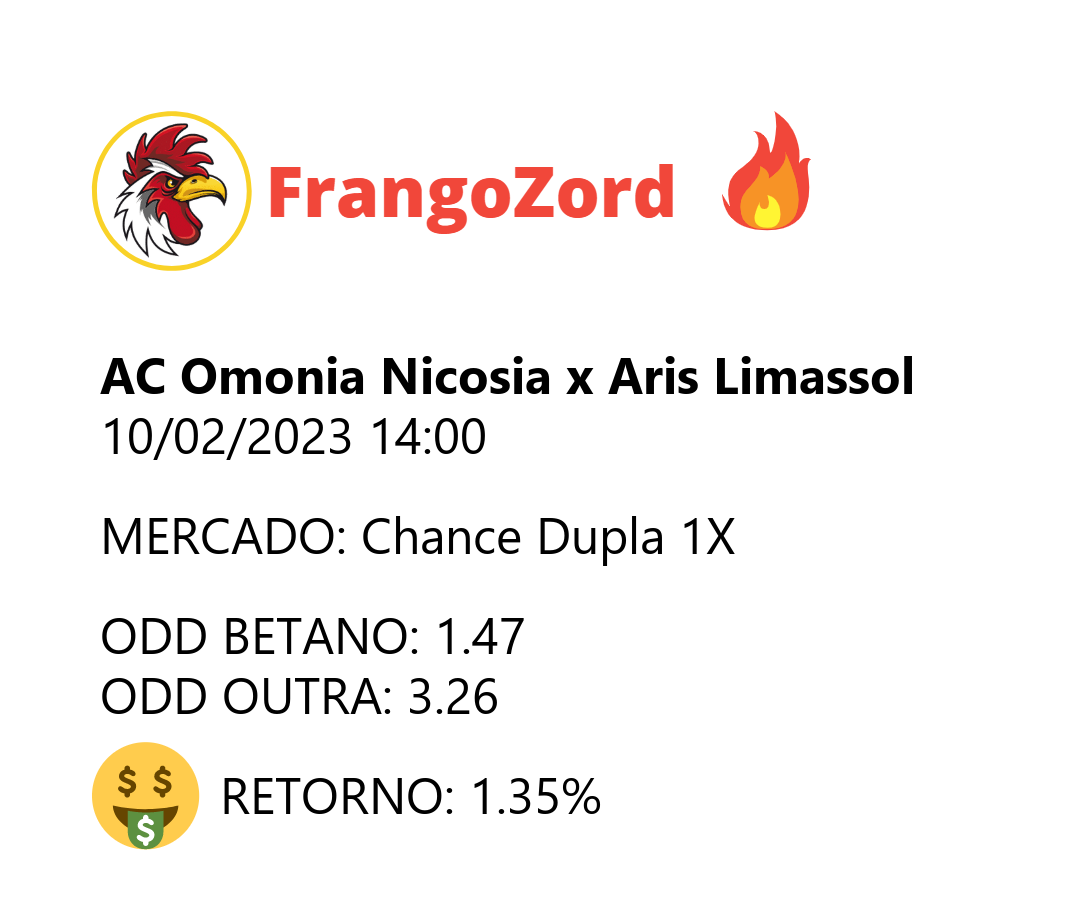 FrangoZord
AC Omonia Nicosia x Aris Limassol
10/02/2023 14:00
MERCADO: Chance Dupla 1X
ODD BETANO: 1.47
ODD OUTRA: 3.26
$ $
$
RETORNO: 1.35%